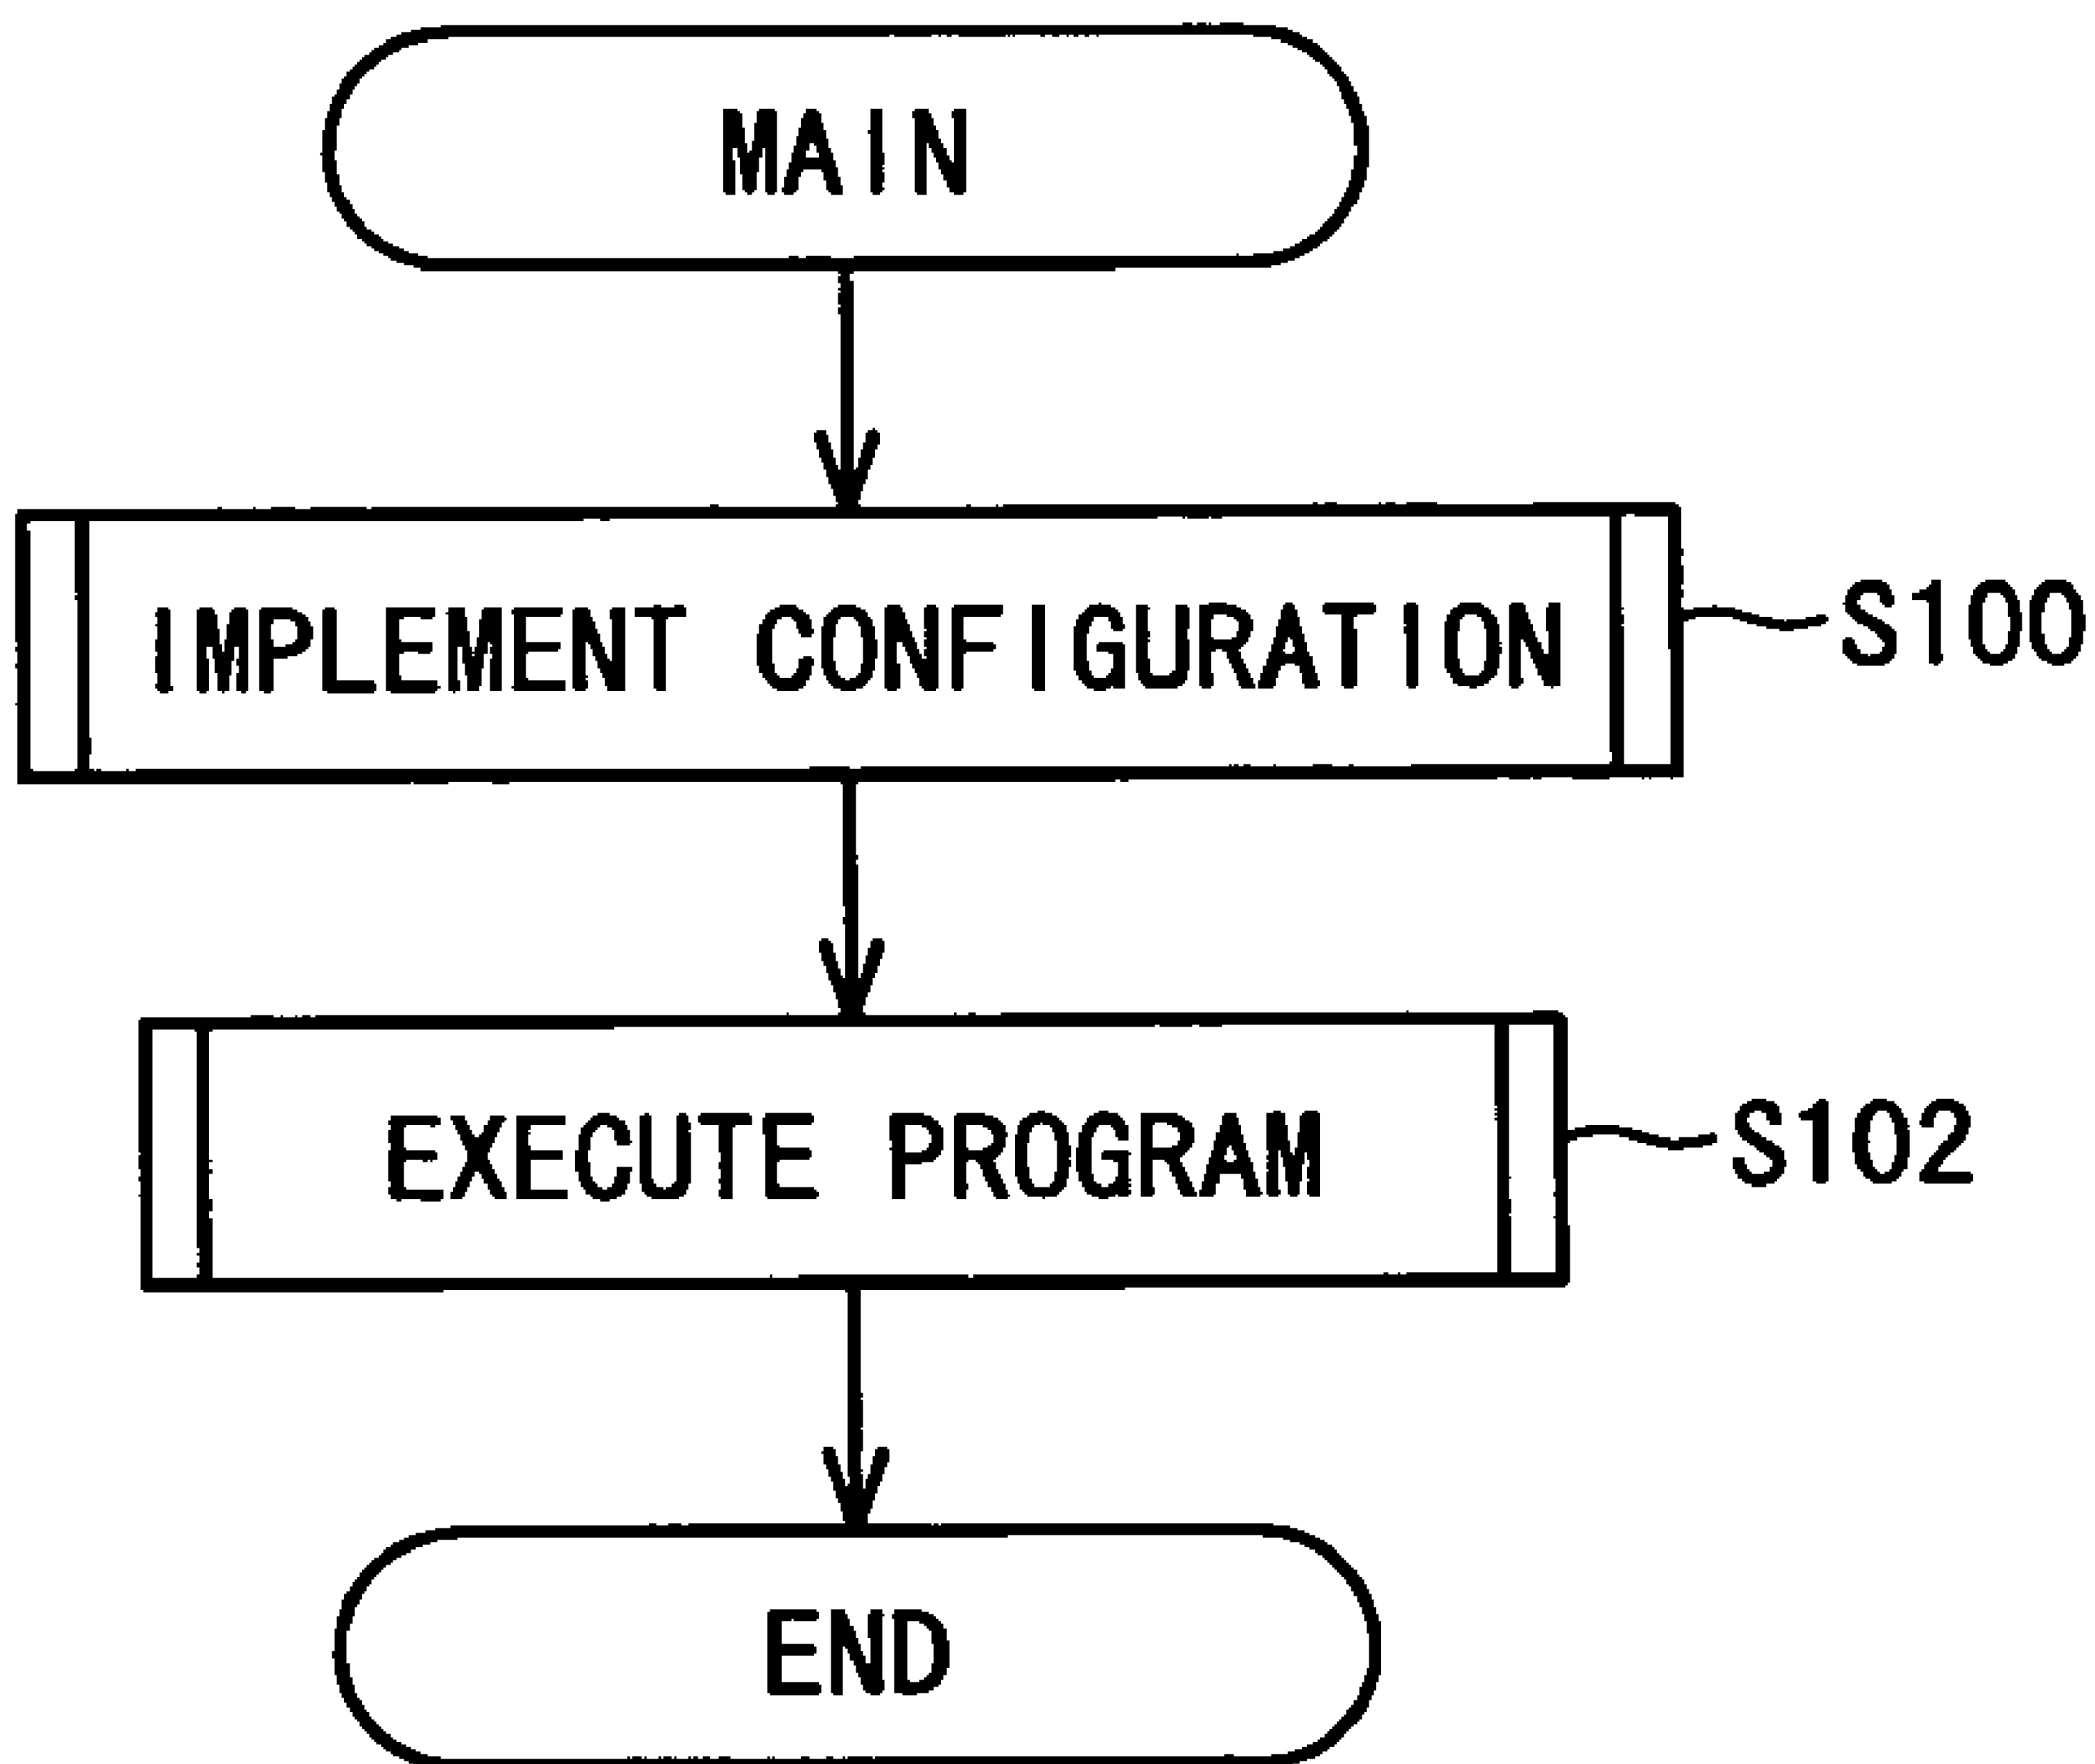 MAIN
IMPLEMENT CONFIGURATION
S100
EXECUTE PROGRAM
S102
END